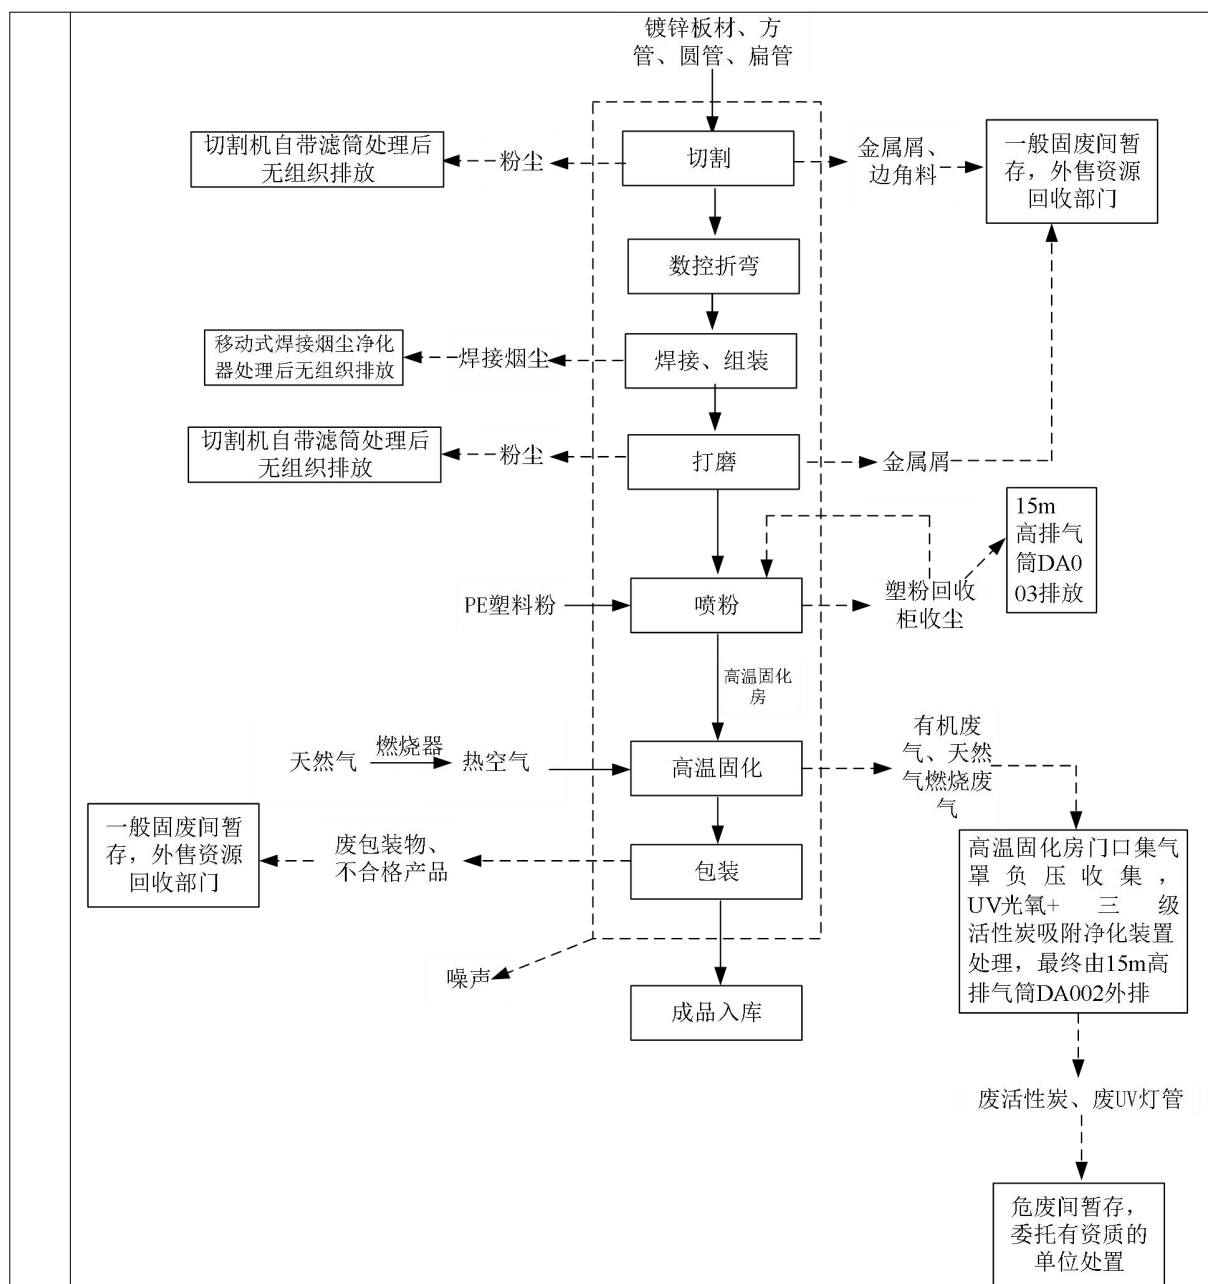 镀锌板材、方
管、圆管、扁管
切割机自带滤筒处理后
无组织排放
粉尘
切割
金属屑、
边角料
一般固废间暂
存，外售资源
回收部门
数控折弯
移动式焊接烟尘净化
器处理后无组织排放
焊接烟尘
焊接、组装
切割机自带滤筒处理后
无组织排放
粉尘
打磨
金属屑
15m
高排气
筒DA0
03排放
PE塑料粉
喷粉
塑粉回收
柜收尘
高温固化
房
天然气
燃烧器
热空气
高温固化
有机废
气、天然
气燃烧废
气
一般固废间暂
存，外售资源
回收部门
废包装物、
不合格产品
包装
高温固化房门口集气
罩负压收集，
UV光氧+三级
活性炭吸附净化装置
处理，最终由15m高
排气筒DA002外排
噪声
成品入库
废活性炭、废UV灯管
危废间暂存，
委托有资质的
单位处置